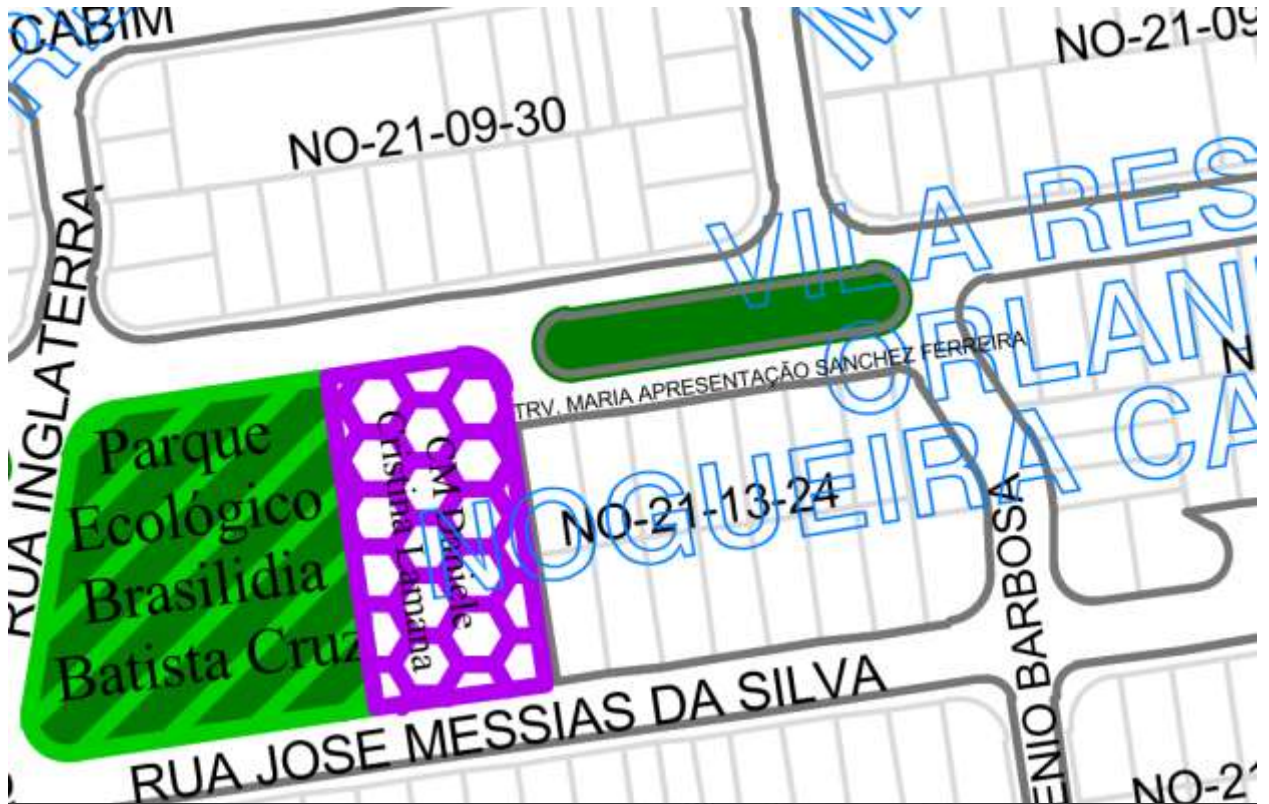 CABIM
NO-21-09-30
NO-21-09
RUA INGLATERRA
VILA RES
ORLAN
NOGUEIRA CA
TRV. MARIA APRESENTAÇÃO SANCHEZ FERREIRA
Parque
Ecológico
Brasilidia
Batista Cruz
CM Daniele
Cristina Lamana
NO-21-13-24
ENIO BARBOSA
RUA JOSE MESSIAS DA SILVA
NO-21